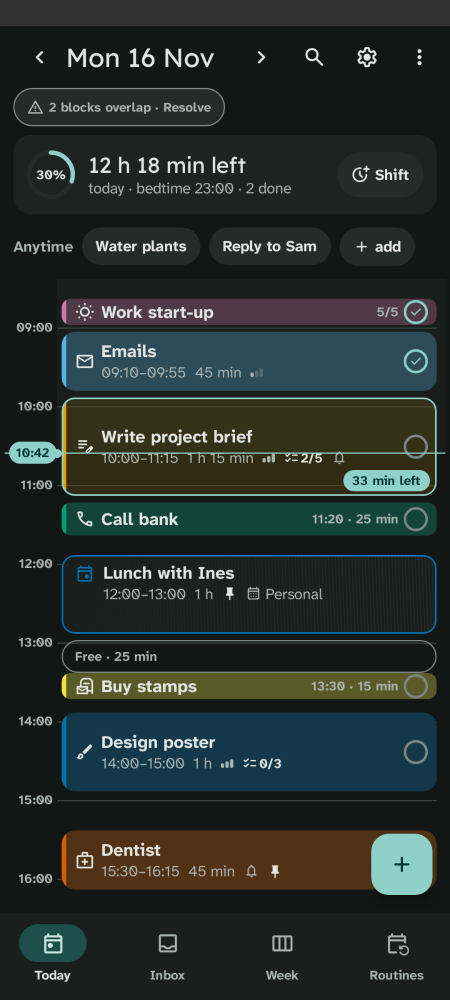 Mon 16 Nov
2 blocks overlap · Resolve
30%
12 h 18 min left
today · bedtime 23:00 · 2 done
Shift
Anytime
Water plants
Reply to Sam
+ add
Work start-up
5/5
09:00
Emails
09:10–09:55 45 min
10:00
Write project brief
10:42
10:00–11:15 1 h 15 min 2/5
33 min left
11:00
Call bank
11:20 · 25 min
12:00
Lunch with Ines
12:00–13:00 1 h Personal
13:00
Free · 25 min
Buy stamps
13:30 · 15 min
14:00
Design poster
14:00–15:00 1 h 0/3
15:00
Dentist
15:30–16:15 45 min
16:00
+
Today
Inbox
Week
Routines